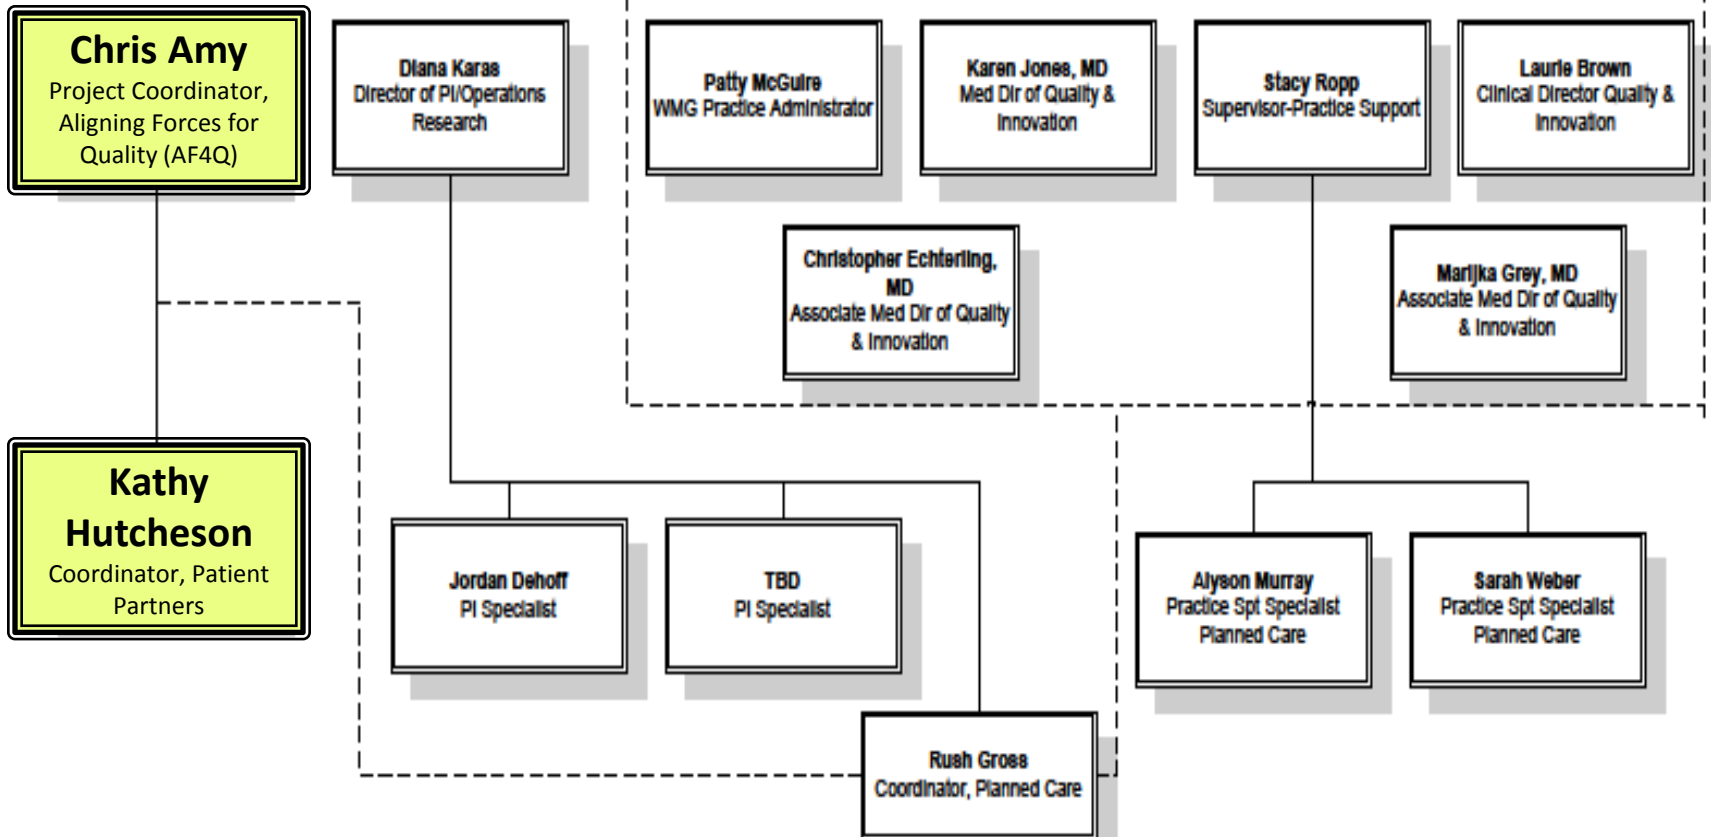 Chris Amy
Project Coordinator,
Aligning Forces for
Quality (AF4Q)
Diana Karas
Director of PI/Operations
Research
Patty McGuire
WMG Practice Administrator
Karen Jones, MD
Med Dir of Quality &
Innovation
Stacy Ropp
Supervisor-Practice Support
Laurie Brown
Clinical Director Quality &
Innovation
Christopher Echterling,
MD
Associate Med Dir of Quality
& Innovation
Marijka Grey, MD
Associate Med Dir of Quality
& Innovation
Kathy
Hutcheson
Coordinator, Patient
Partners
Jordan Dehoff
PI Specialist
TBD
PI Specialist
Alyson Murray
Practice Spt Specialist
Planned Care
Sarah Weber
Practice Spt Specialist
Planned Care
Rush Gross
Coordinator, Planned Care